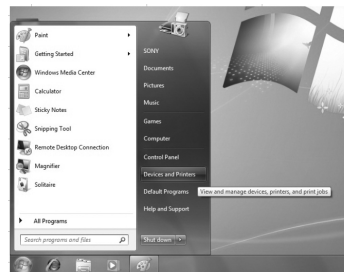 Paint
Getting Started
Windows Media Center
Calculator
Sticky Notes
Snipping Tool
Remote Desktop Connection
Magnifier
Solitaire
All Programs
Search programs and files
SONY
Documents
Pictures
Music
Games
Computer
Control Panel
Devices and Printers
Default Programs
View and manage devices, printers, and print jobs
Help and Support
Shut down